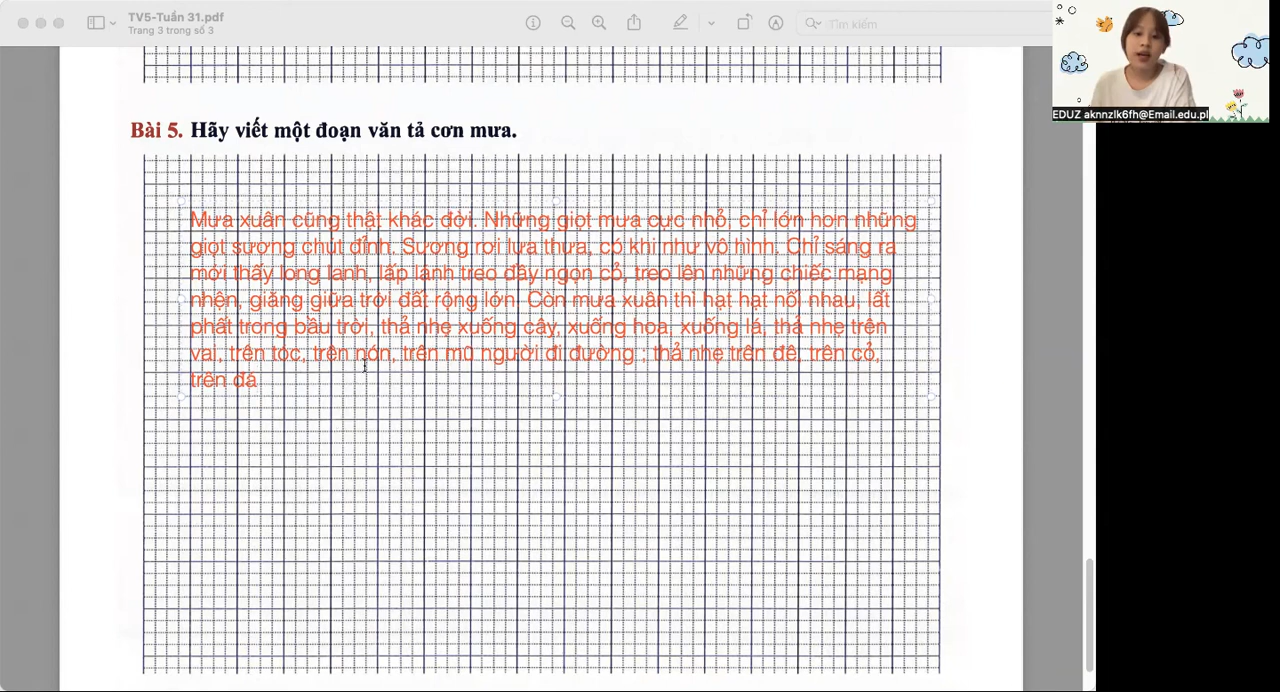 TV5-Tuần 31.pdf
Trang 3 trong số 3
Tìm kiếm
EDUZ aknnzlk6fh@Email.edu.pl
Bài 5. Hãy viết một đoạn văn tả cơn mưa.
Mưa xuân cũng thật khác đời. Những giọt mưa cực nhỏ, chỉ lớn hơn những
giọt sương chút đỉnh. Sương rơi lưa thưa, có khi như vô hình. Chỉ sáng ra
mới thấy long lanh, lấp lánh treo đầy ngọn cỏ, treo lên những chiếc mạng
nhện, giăng giữa trời đất rộng lớn. Còn mưa xuân thì hạt hạt nối nhau, lất
phất trong bầu trời, thả nhẹ xuống cây, xuống hoa, xuống lá, thả nhẹ trên
vai, trên tóc, trên nón, trên mũ người đi đường ; thả nhẹ trên đê, trên cỏ,
trên đá